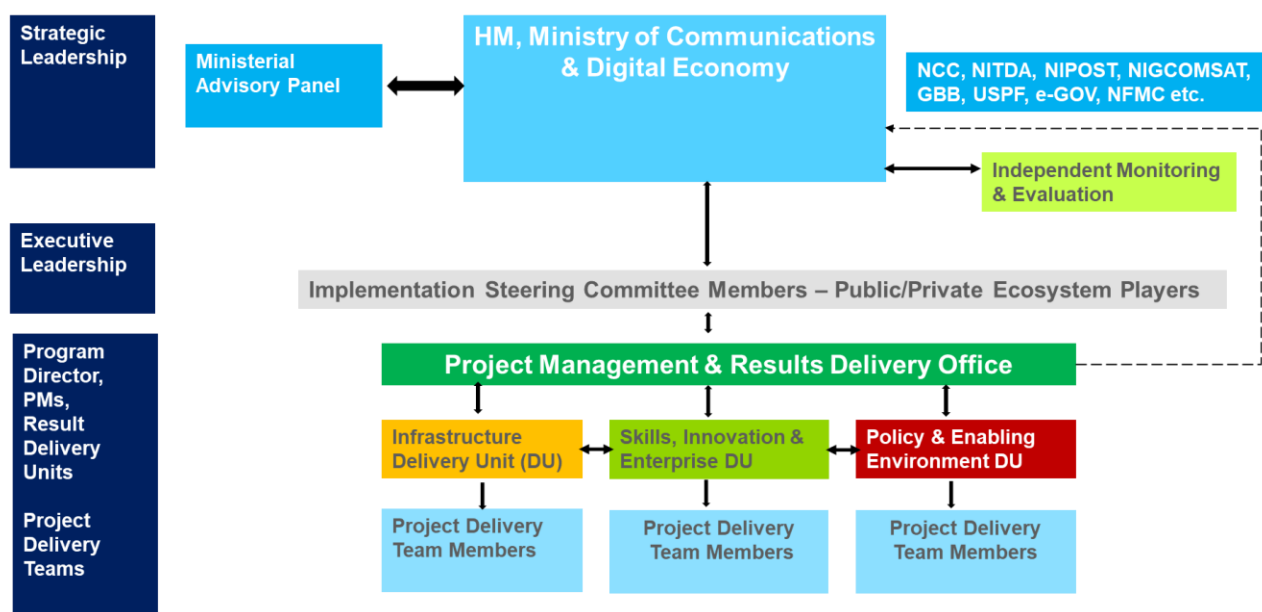 Strategic
Leadership
Ministerial
Advisory Panel
HM, Ministry of Communications
& Digital Economy
NCC, NITDA, NIPOST, NIGCOMSAT,
GBB, USPF, e-GOV, NFMC etc.
Independent Monitoring
& Evaluation
Executive
Leadership
Implementation Steering Committee Members – Public/Private Ecosystem Players
Program
Director,
PMs,
Result
Delivery
Units
Project
Delivery
Teams
Project Management & Results Delivery Office
Infrastructure
Delivery Unit (DU)
Skills, Innovation &
Enterprise DU
Policy & Enabling
Environment DU
Project Delivery
Team Members
Project Delivery
Team Members
Project Delivery
Team Members